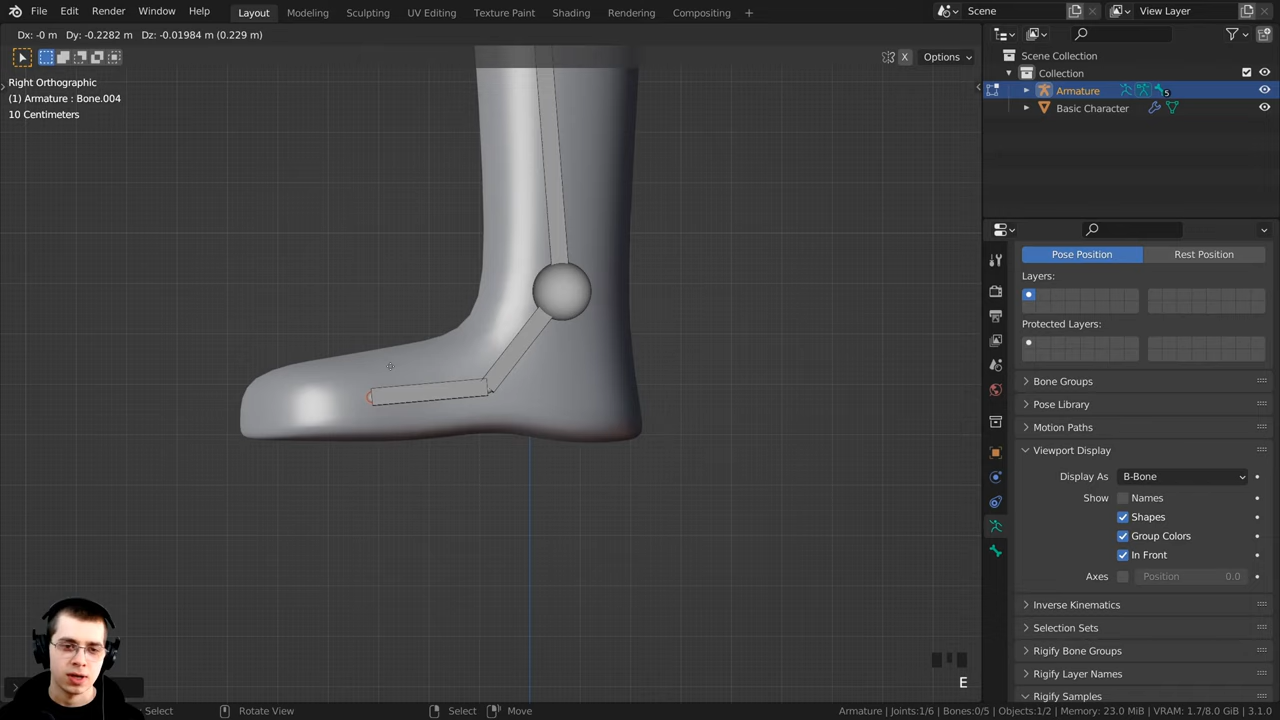 File Edit Render Window Help Layout Modeling Sculpting UV Editing Texture Paint Shading Rendering Compositing + Scene View Layer
Dx: -0 m Dy: -0.2282 m Dz: -0.01984 m (0.229 m)
X Options
Right Orthographic
(1) Armature : Bone.004
10 Centimeters
Scene Collection
Collection
Armature 5
Basic Character
Pose Position Rest Position
Layers:
Protected Layers:
Bone Groups
Pose Library
Motion Paths
Viewport Display
Display As B-Bone
Show Names
Shapes
Group Colors
In Front
Axes Position 0.0
Inverse Kinematics
Selection Sets
Rigify Bone Groups
Rigify Layer Names
Rigify Samples
E
Select Rotate View Select Move Armature | Joints:1/6 | Bones:0/5 | Objects:1/2 | Memory: 23.0 MiB | VRAM: 1.7/8.0 GiB | 3.1.0